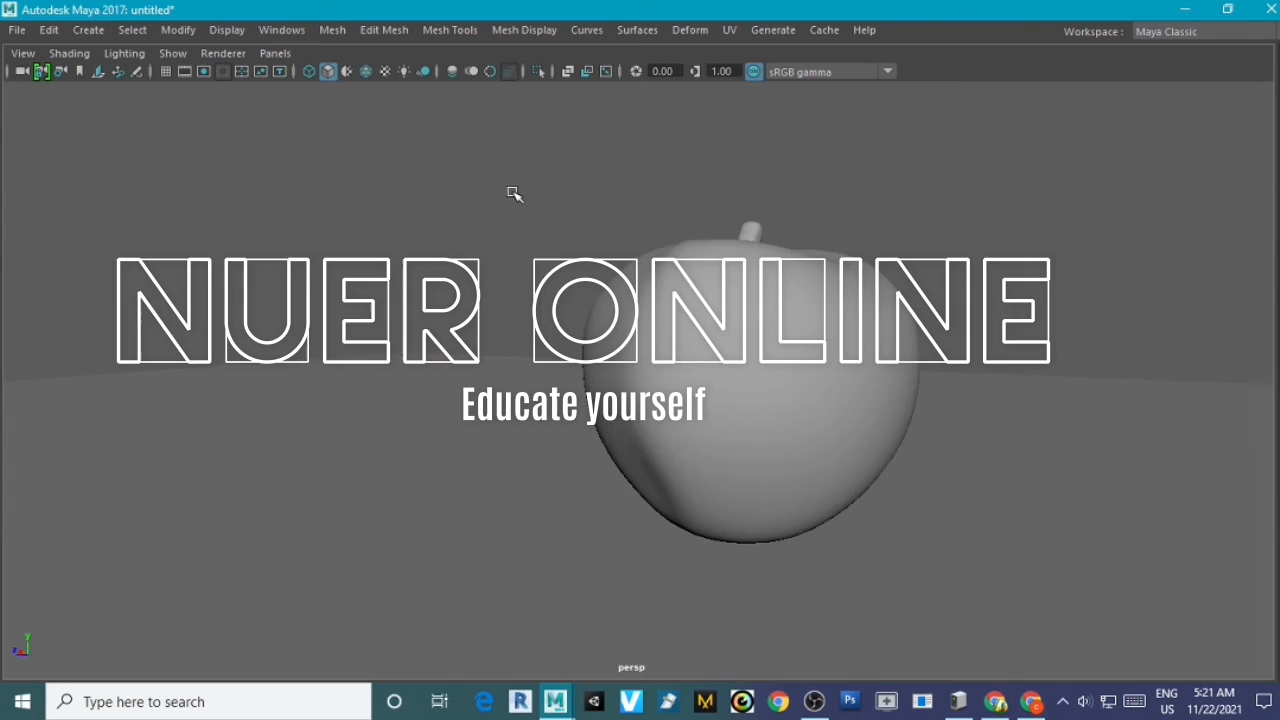 Autodesk Maya 2017: untitled*
File Edit Create Select Modify Display Windows Mesh Edit Mesh Mesh Tools Mesh Display Curves Surfaces Deform UV Generate Cache Help Workspace : Maya Classic
View Shading Lighting Show Renderer Panels
0.00 1.00 sRGB gamma
NUER ONLINE
Educate yourself
y
z x
persp
Type here to search
ENG 5:21 AM
US 11/22/2021